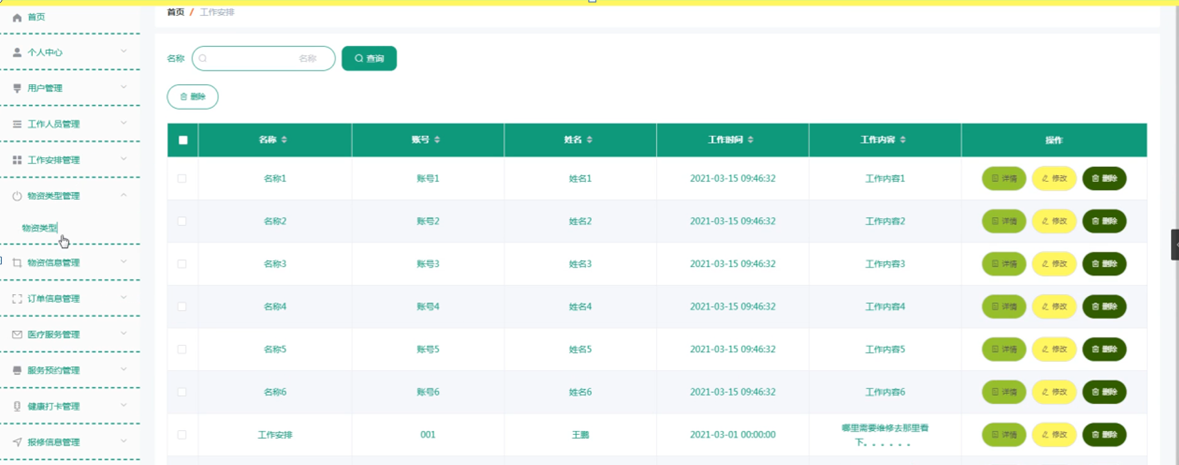 首页
个人中心
用户管理
工作人员管理
工作安排管理
物资类型管理
物资类型
物资信息管理
订单信息管理
医疗服务管理
服务预约管理
健康打卡管理
报修信息管理
首页 / 工作安排
名称 名称 查询
删除
名称 账号 姓名 工作时间 工作内容 操作
名称1 账号1 姓名1 2021-03-15 09:46:32 工作内容1 详情 修改 删除
名称2 账号2 姓名2 2021-03-15 09:46:32 工作内容2 详情 修改 删除
名称3 账号3 姓名3 2021-03-15 09:46:32 工作内容3 详情 修改 删除
名称4 账号4 姓名4 2021-03-15 09:46:32 工作内容4 详情 修改 删除
名称5 账号5 姓名5 2021-03-15 09:46:32 工作内容5 详情 修改 删除
名称6 账号6 姓名6 2021-03-15 09:46:32 工作内容6 详情 修改 删除
工作安排 001 王鹏 2021-03-01 00:00:00 哪里需要维修去那里看 详情 修改 删除
下。。。。。。